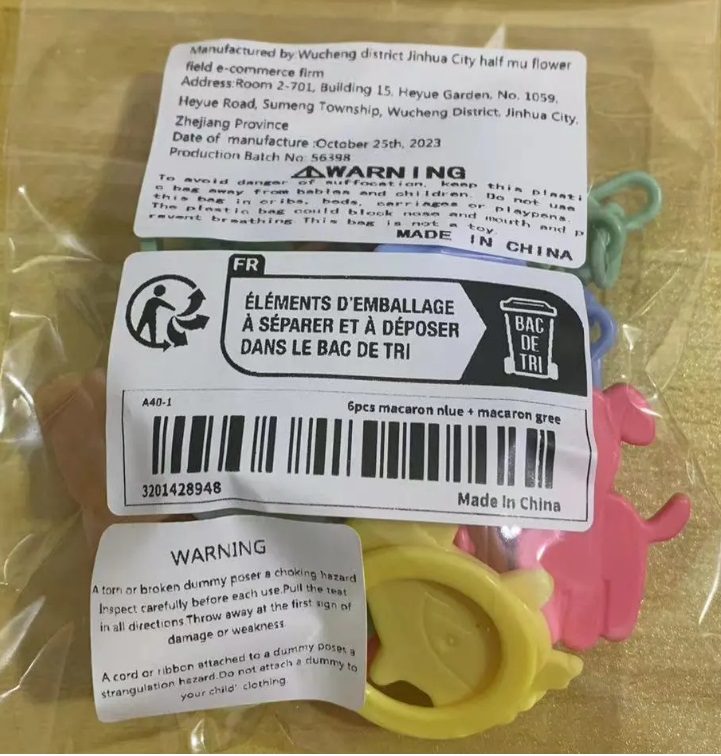 Manufactured by:Wucheng district Jinhua City half mu flower
field e-commerce firm
Address:Room 2-701, Building 15, Heyue Garden, No. 1059,
Heyue Road, Sumeng Township, Wucheng District, Jinhua City,
Zhejiang Province
Date of manufacture :October 25th, 2023
Production Batch No: 56398
WARNING
To avoid danger of suffocation, keep this plasti
c bag away from babies and children. Do not use
this bag in cribs, beds, carriages or playpens.
The plastic bag could block nose and mouth and p
revent breathing This bag is not a toy.
MADE IN CHINA
FR
ÉLÉMENTS D'EMBALLAGE
À SÉPARER ET À DÉPOSER
DANS LE BAC DE TRI
BAC
DE
TRI
A40-1
6pcs macaron nlue + macaron gree
3201428948
Made In China
WARNING
A torn or broken dummy poser a choking hazard
Inspect carefully before each use.Pull the teat
in all directions.Throw away at the first sign of
damage or weakness
A cord or ribbon attached to a dummy poses a
strangulation hazard.Do not attach a dummy to
your child' clothing